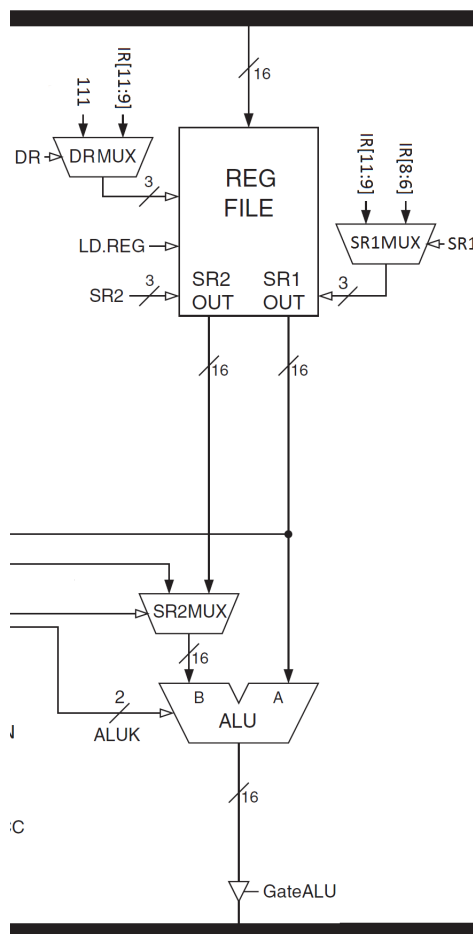 16
111
IR[11:9]
DR
DRMUX
3
REG
FILE
IR[11:9]
IR[8:6]
SR1MUX
SR1
LD.REG
SR2
3
SR2
OUT
SR1
OUT
3
16
16
SR2MUX
16
B
A
ALU
2
ALUK
N
:C
16
GateALU